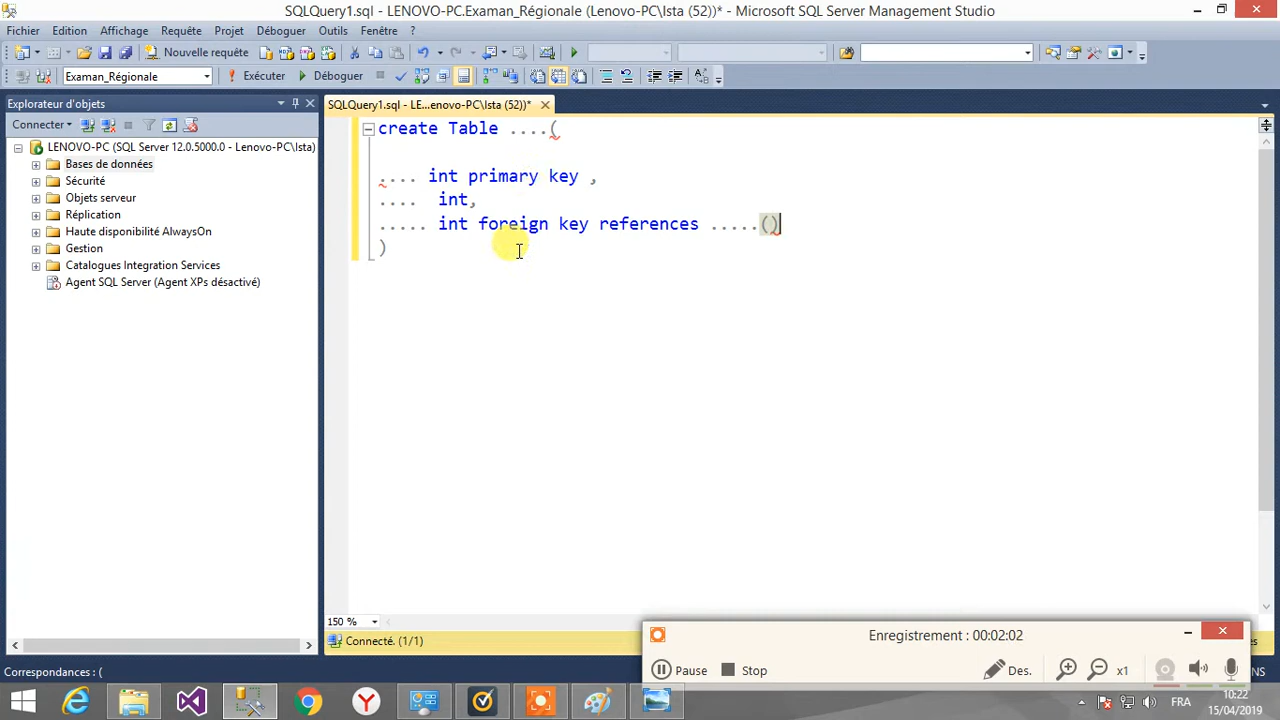 SQLQuery1.sql - LENOVO-PC.Examan_Régionale (Lenovo-PC\Ista (52))* - Microsoft SQL Server Management Studio
Fichier Edition Affichage Requête Projet Déboguer Outils Fenêtre ?
Nouvelle requête
Examan_Régionale ! Exécuter Déboguer
Explorateur d'objets
SQLQuery1.sql - LE...enovo-PC\Ista (52))*
Connecter
LENOVO-PC (SQL Server 12.0.5000.0 - Lenovo-PC\Ista)
Bases de données
Sécurité
Objets serveur
Réplication
Haute disponibilité AlwaysOn
Gestion
Catalogues Integration Services
Agent SQL Server (Agent XPs désactivé)
create Table ....(
.... int primary key ,
.... int,
..... int foreign key references .....()
)
150 %
Connecté. (1/1)
Enregistrement : 00:02:02
Pause Stop Des. x1
Correspondances : (
NS
FRA
10:22
15/04/2019